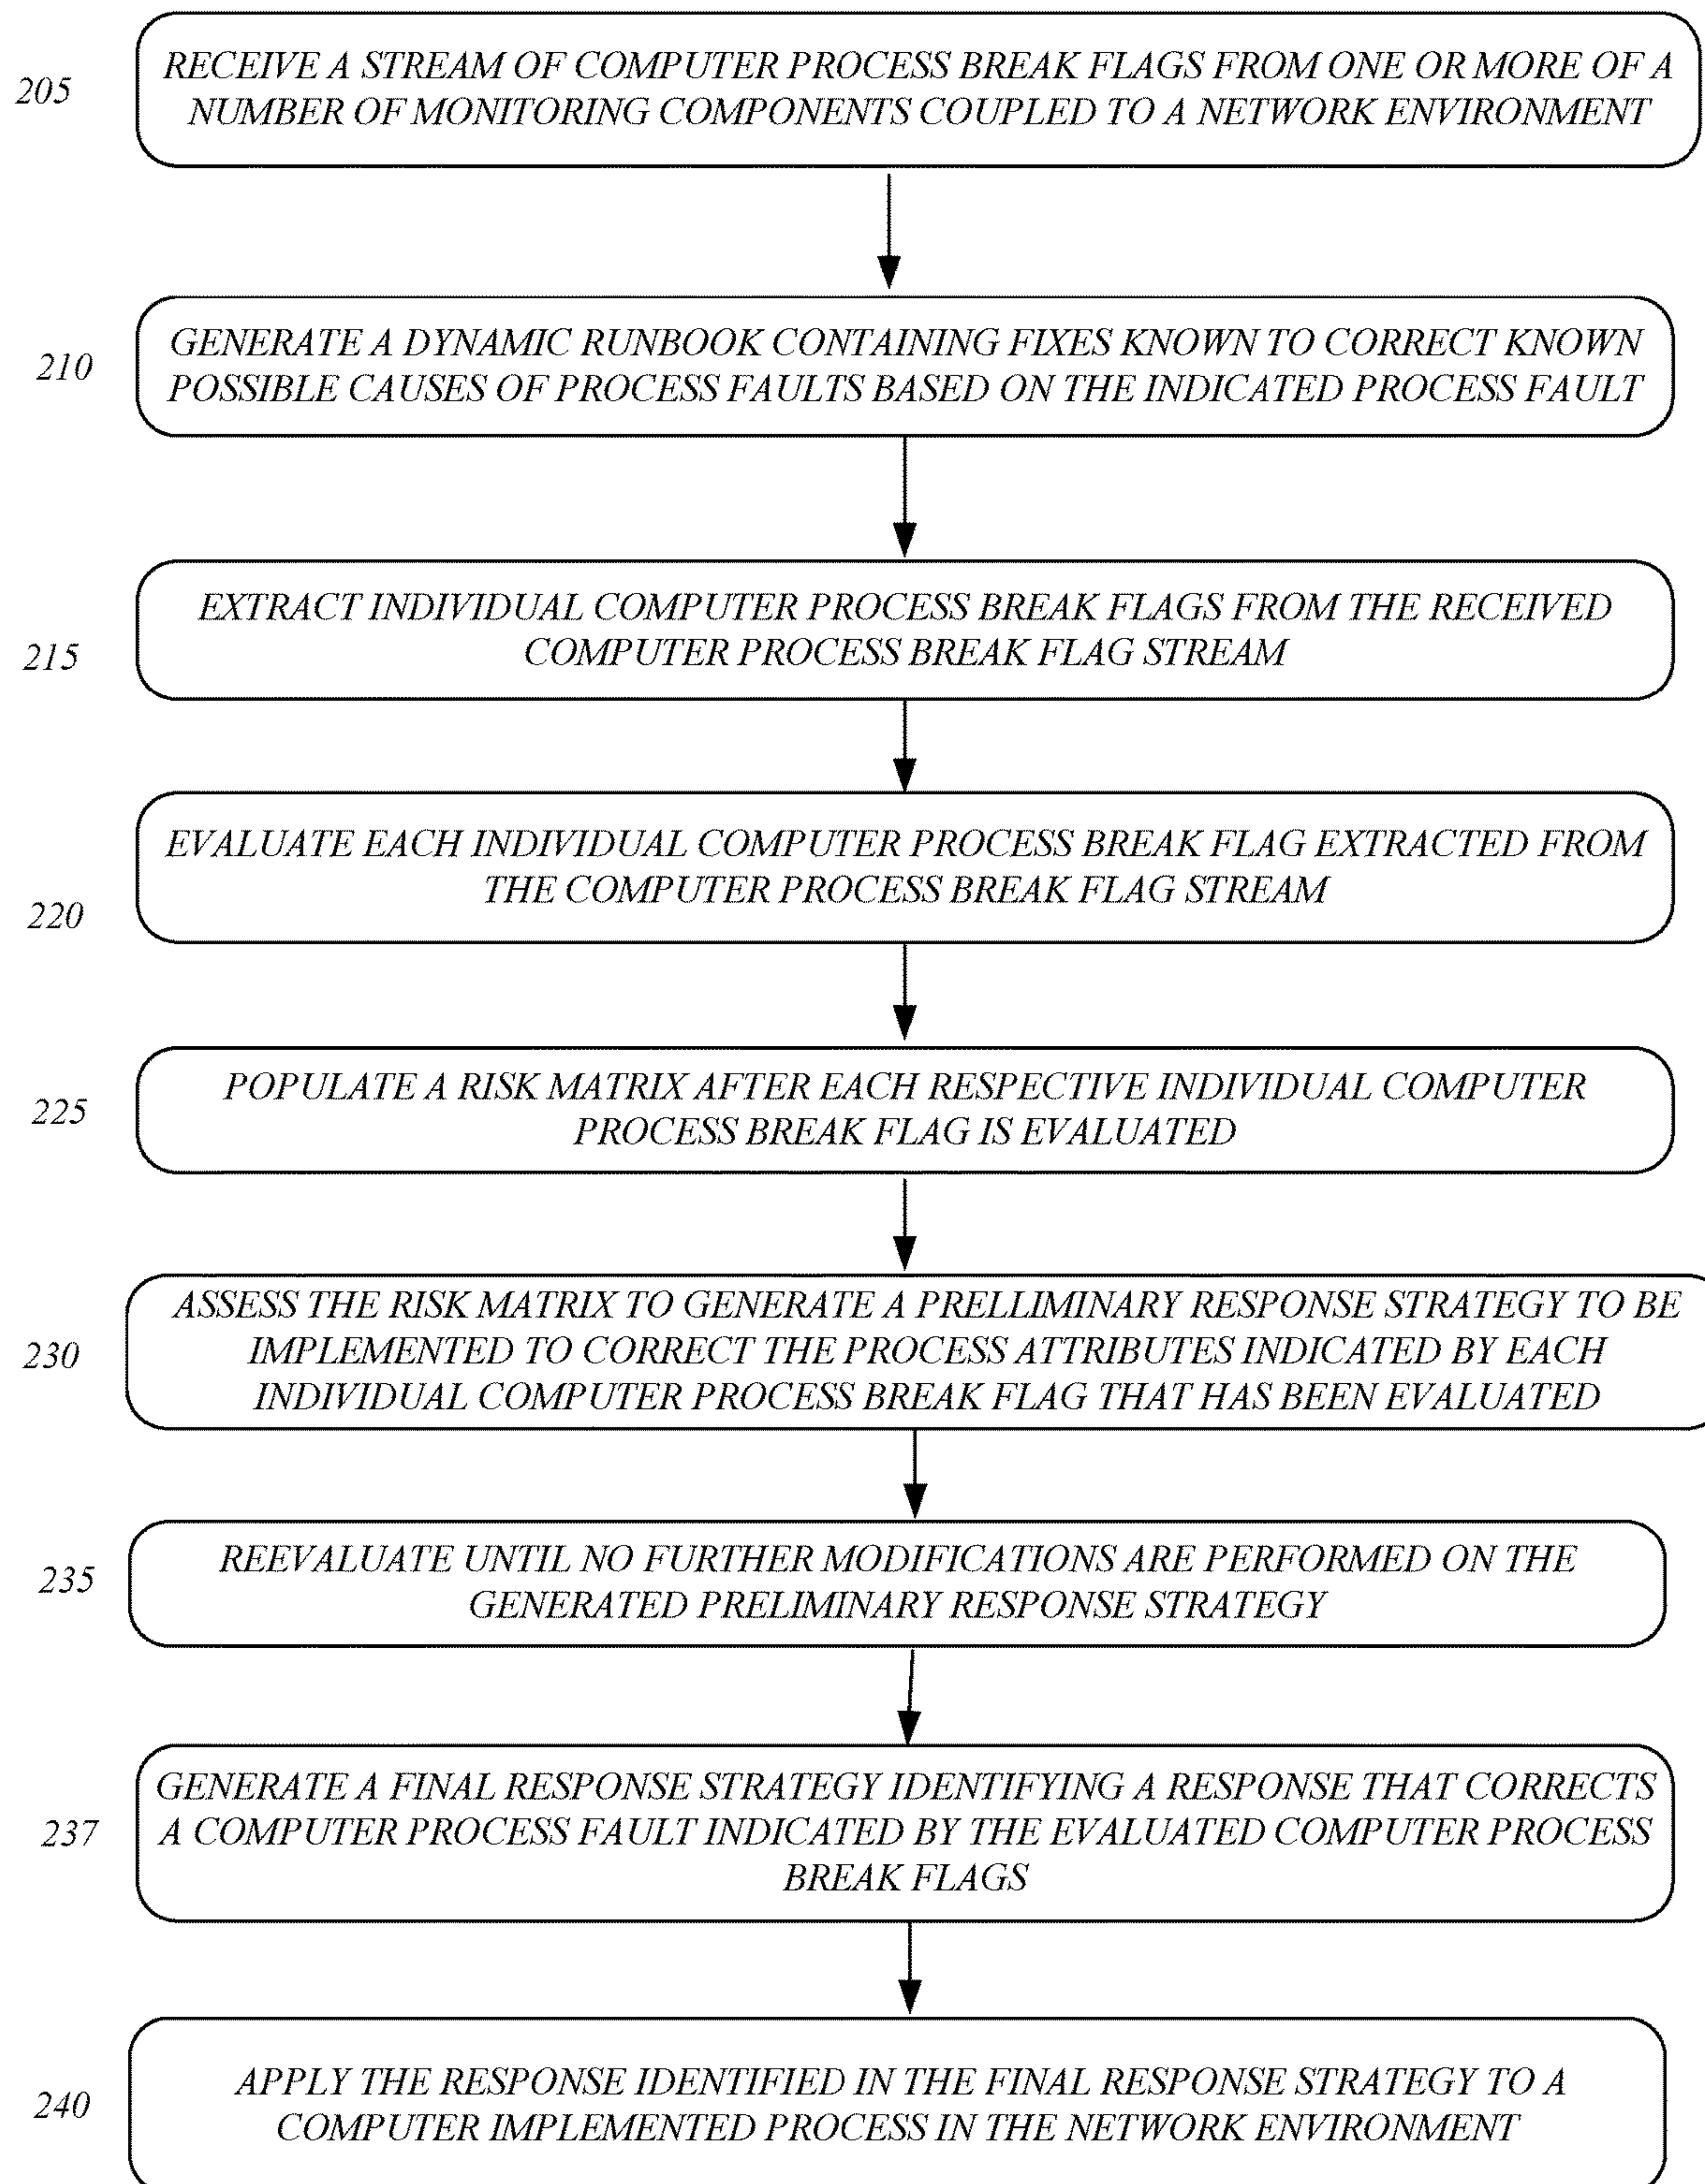 205
RECEIVE A STREAM OF COMPUTER PROCESS BREAK FLAGS FROM ONE OR MORE OF A
NUMBER OF MONITORING COMPONENTS COUPLED TO A NETWORK ENVIRONMENT
210
GENERATE A DYNAMIC RUNBOOK CONTAINING FIXES KNOWN TO CORRECT KNOWN
POSSIBLE CAUSES OF PROCESS FAULTS BASED ON THE INDICATED PROCESS FAULT
215
EXTRACT INDIVIDUAL COMPUTER PROCESS BREAK FLAGS FROM THE RECEIVED
COMPUTER PROCESS BREAK FLAG STREAM
220
EVALUATE EACH INDIVIDUAL COMPUTER PROCESS BREAK FLAG EXTRACTED FROM
THE COMPUTER PROCESS BREAK FLAG STREAM
225
POPULATE A RISK MATRIX AFTER EACH RESPECTIVE INDIVIDUAL COMPUTER
PROCESS BREAK FLAG IS EVALUATED
230
ASSESS THE RISK MATRIX TO GENERATE A PRELLIMINARY RESPONSE STRATEGY TO BE
IMPLEMENTED TO CORRECT THE PROCESS ATTRIBUTES INDICATED BY EACH
INDIVIDUAL COMPUTER PROCESS BREAK FLAG THAT HAS BEEN EVALUATED
235
REEVALUATE UNTIL NO FURTHER MODIFICATIONS ARE PERFORMED ON THE
GENERATED PRELIMINARY RESPONSE STRATEGY
237
GENERATE A FINAL RESPONSE STRATEGY IDENTIFYING A RESPONSE THAT CORRECTS
A COMPUTER PROCESS FAULT INDICATED BY THE EVALUATED COMPUTER PROCESS
BREAK FLAGS
240
APPLY THE RESPONSE IDENTIFIED IN THE FINAL RESPONSE STRATEGY TO A
COMPUTER IMPLEMENTED PROCESS IN THE NETWORK ENVIRONMENT